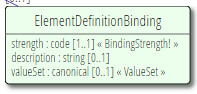 ElementDefinitionBinding
strength : code [1..1] « BindingStrength! »
description : string [0..1]
valueSet : canonical [0..1] « ValueSet »